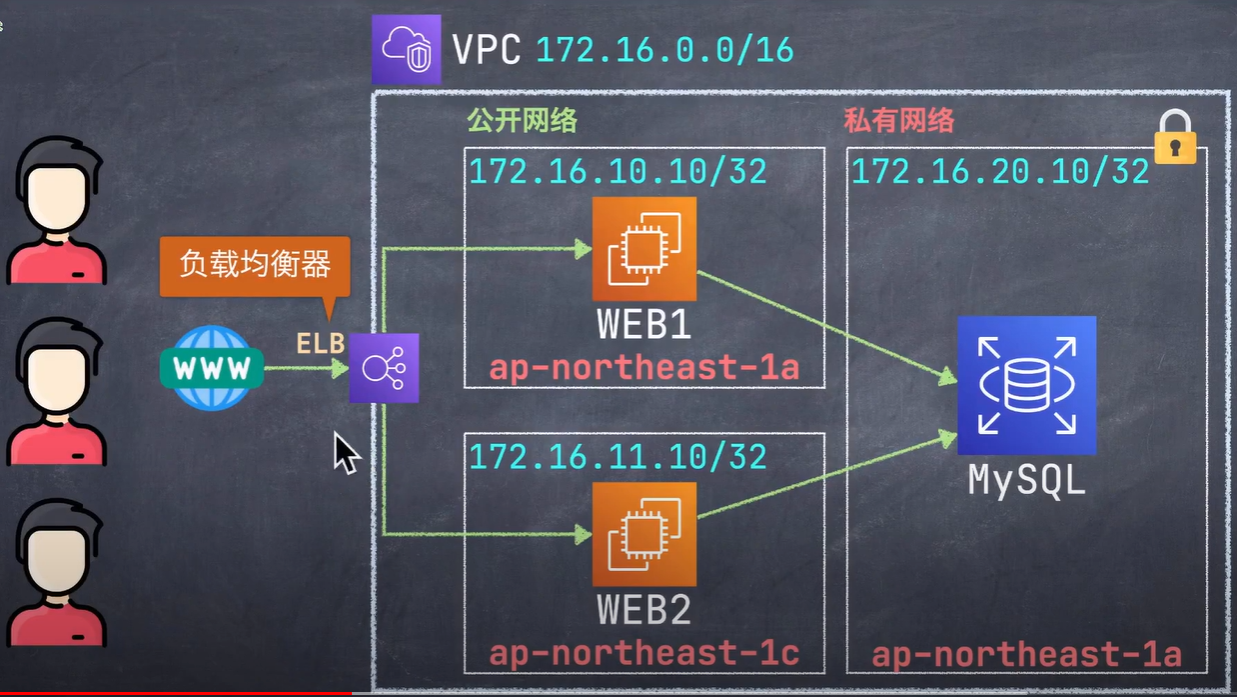 VPC 172.16.0.0/16
公开网络
私有网络
172.16.10.10/32
172.16.20.10/32
负载均衡器
WEB1
ELB
WWW
ap-northeast-1a
172.16.11.10/32
MySQL
WEB2
ap-northeast-1c
ap-northeast-1a